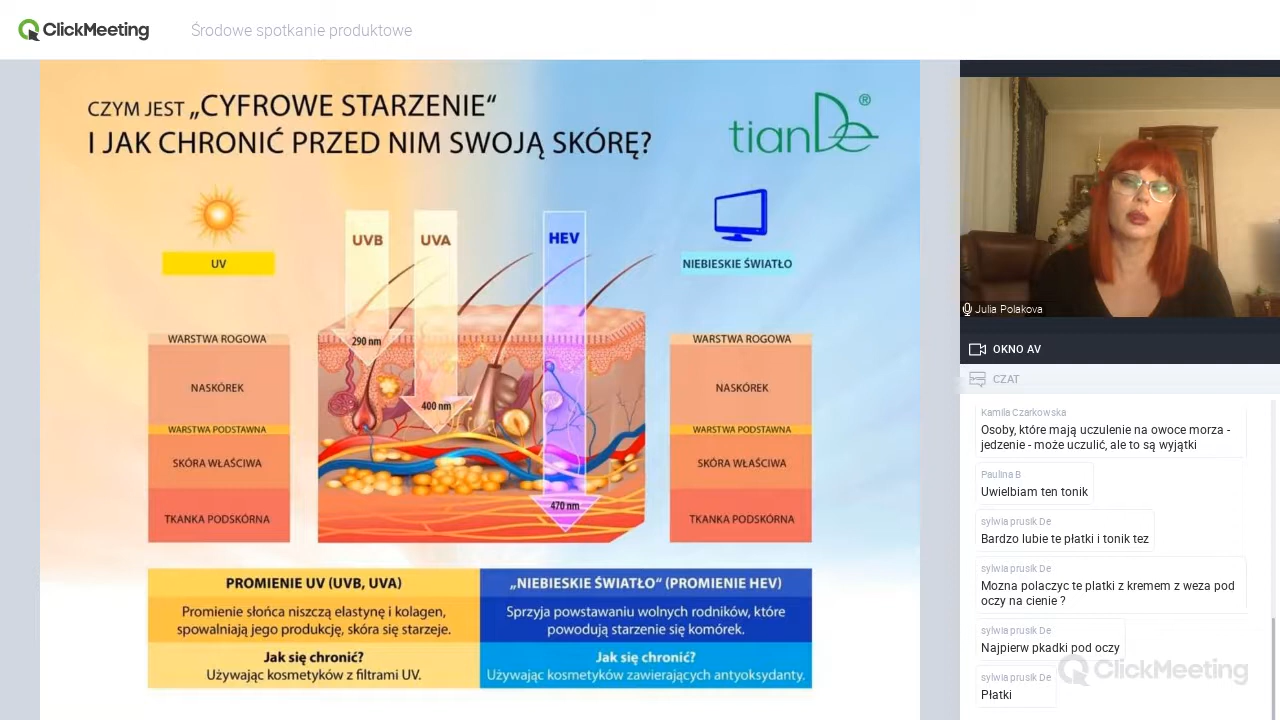 ClickMeeting
Środowe spotkanie produktowe
CZYM JEST „CYFROWE STARZENIE“
I JAK CHRONIĆ PRZED NIM SWOJĄ SKÓRĘ?
tianDe®
UV
UVB
UVA
HEV
NIEBIESKIE ŚWIATŁO
290 nm
400 nm
470 nm
WARSTWA ROGOWA
NASKÓREK
WARSTWA PODSTAWNA
SKÓRA WŁAŚCIWA
TKANKA PODSKÓRNA
WARSTWA ROGOWA
NASKÓREK
WARSTWA PODSTAWNA
SKÓRA WŁAŚCIWA
TKANKA PODSKÓRNA
PROMIENIE UV (UVB, UVA)
Promienie słońca niszczą elastynę i kolagen,
spowalniają jego produkcję, skóra się starzeje.
Jak się chronić?
Używając kosmetyków z filtrami UV.
„NIEBIESKIE ŚWIATŁO“ (PROMIENIE HEV)
Sprzyja powstawaniu wolnych rodników, które
powodują starzenie się komórek.
Jak się chronić?
Używając kosmetyków zawierających antyoksydanty.
Julia Polakova
OKNO AV
CZAT
Kamila Czarkowska
Osoby, które mają uczulenie na owoce morza -
jedzenie - może uczulić, ale to są wyjątki
Paulina B
Uwielbiam ten tonik
sylwia prusik De
Bardzo lubie te płatki i tonik tez
sylwia prusik De
Mozna polaczyc te platki z kremem z weza pod
oczy na cienie ?
sylwia prusik De
Najpierw pkadki pod oczy
sylwia prusik De
Płatki
ClickMeeting